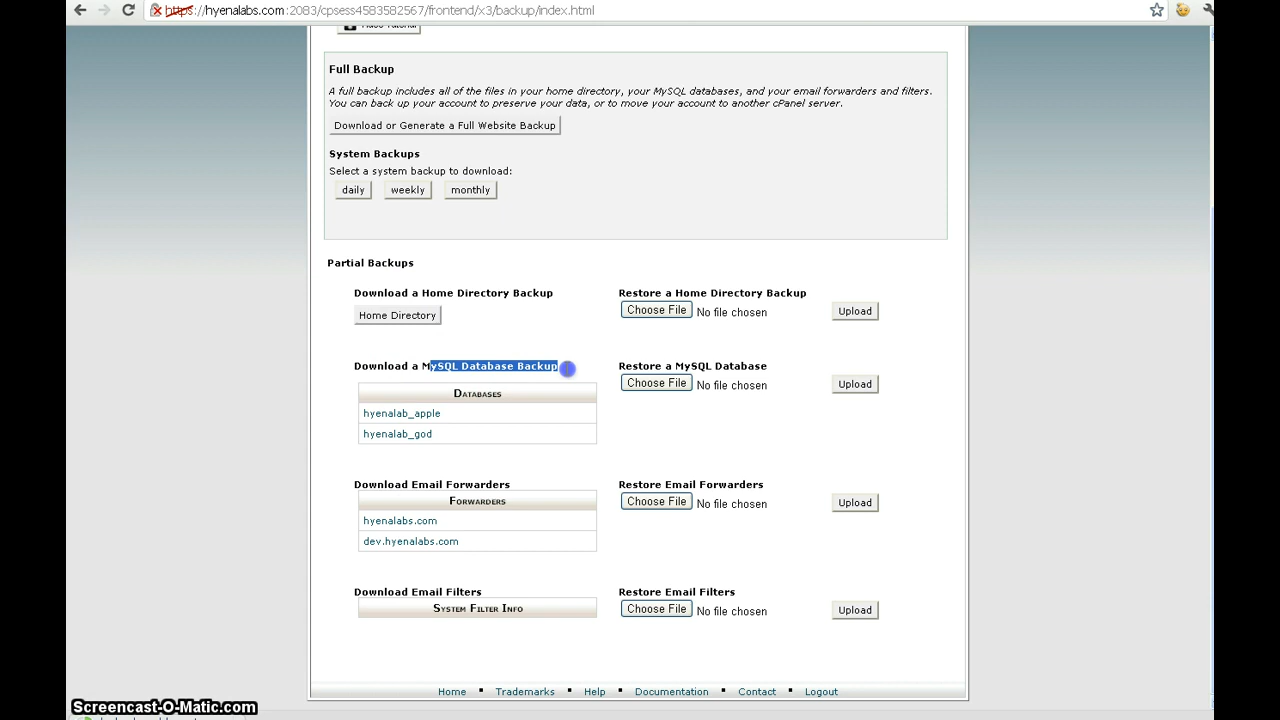 https://hyenalabs.com:2083/cpsess4583582567/frontend/x3/backup/index.html
Video Tutorial
Full Backup
A full backup includes all of the files in your home directory, your MySQL databases, and your email forwarders and filters.
You can back up your account to preserve your data, or to move your account to another cPanel server.
Download or Generate a Full Website Backup
System Backups
Select a system backup to download:
daily weekly monthly
Partial Backups
Download a Home Directory Backup Restore a Home Directory Backup
Home Directory Choose File No file chosen Upload
Download a MySQL Database Backup Restore a MySQL Database
Choose File No file chosen Upload
Databases
hyenalab_apple
hyenalab_god
Download Email Forwarders Restore Email Forwarders
Forwarders Choose File No file chosen Upload
hyenalabs.com
dev.hyenalabs.com
Download Email Filters Restore Email Filters
System Filter Info Choose File No file chosen Upload
Home Trademarks Help Documentation Contact Logout
Screencast-O-Matic.com